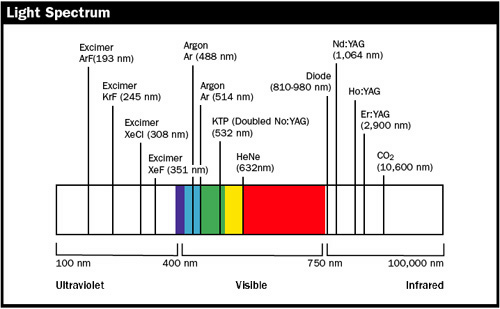 Light Spectrum
Excimer
ArF(193 nm)
Excimer
KrF (245 nm)
Excimer
XeCl (308 nm)
Excimer
XeF (351 nm)
Argon
Ar (488 nm)
Argon
Ar (514 nm)
KTP (Doubled No:YAG)
(532 nm)
HeNe
(632nm)
Diode
(810-980 nm)
Nd:YAG
(1,064 nm)
Ho:YAG
Er:YAG
(2,900 nm)
CO2
(10,600 nm)
100 nm
400 nm
750 nm
100,000 nm
Ultraviolet
Visible
Infrared